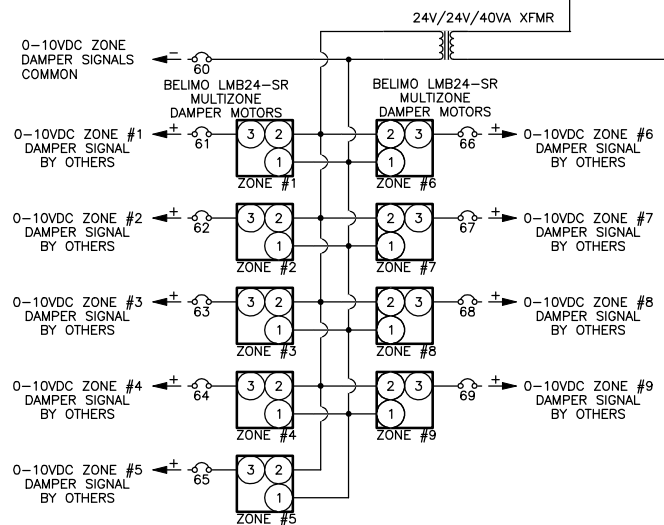 24V/24V/40VA XFMR
0-10VDC ZONE
DAMPER SIGNALS
COMMON
-
60
BELIMO LMB24-SR
MULTIZONE
DAMPER MOTORS
BELIMO LMB24-SR
MULTIZONE
DAMPER MOTORS
0-10VDC ZONE #1
DAMPER SIGNAL
BY OTHERS
+
61
3 2
1
ZONE #1
2 3
1
ZONE #6
66
+
0-10VDC ZONE #6
DAMPER SIGNAL
BY OTHERS
0-10VDC ZONE #2
DAMPER SIGNAL
BY OTHERS
+
62
3 2
1
ZONE #2
2 3
1
ZONE #7
67
+
0-10VDC ZONE #7
DAMPER SIGNAL
BY OTHERS
0-10VDC ZONE #3
DAMPER SIGNAL
BY OTHERS
+
63
3 2
1
ZONE #3
2 3
1
ZONE #8
68
+
0-10VDC ZONE #8
DAMPER SIGNAL
BY OTHERS
0-10VDC ZONE #4
DAMPER SIGNAL
BY OTHERS
+
64
3 2
1
ZONE #4
2 3
1
ZONE #9
69
+
0-10VDC ZONE #9
DAMPER SIGNAL
BY OTHERS
0-10VDC ZONE #5
DAMPER SIGNAL
BY OTHERS
+
65
3 2
1
ZONE #5